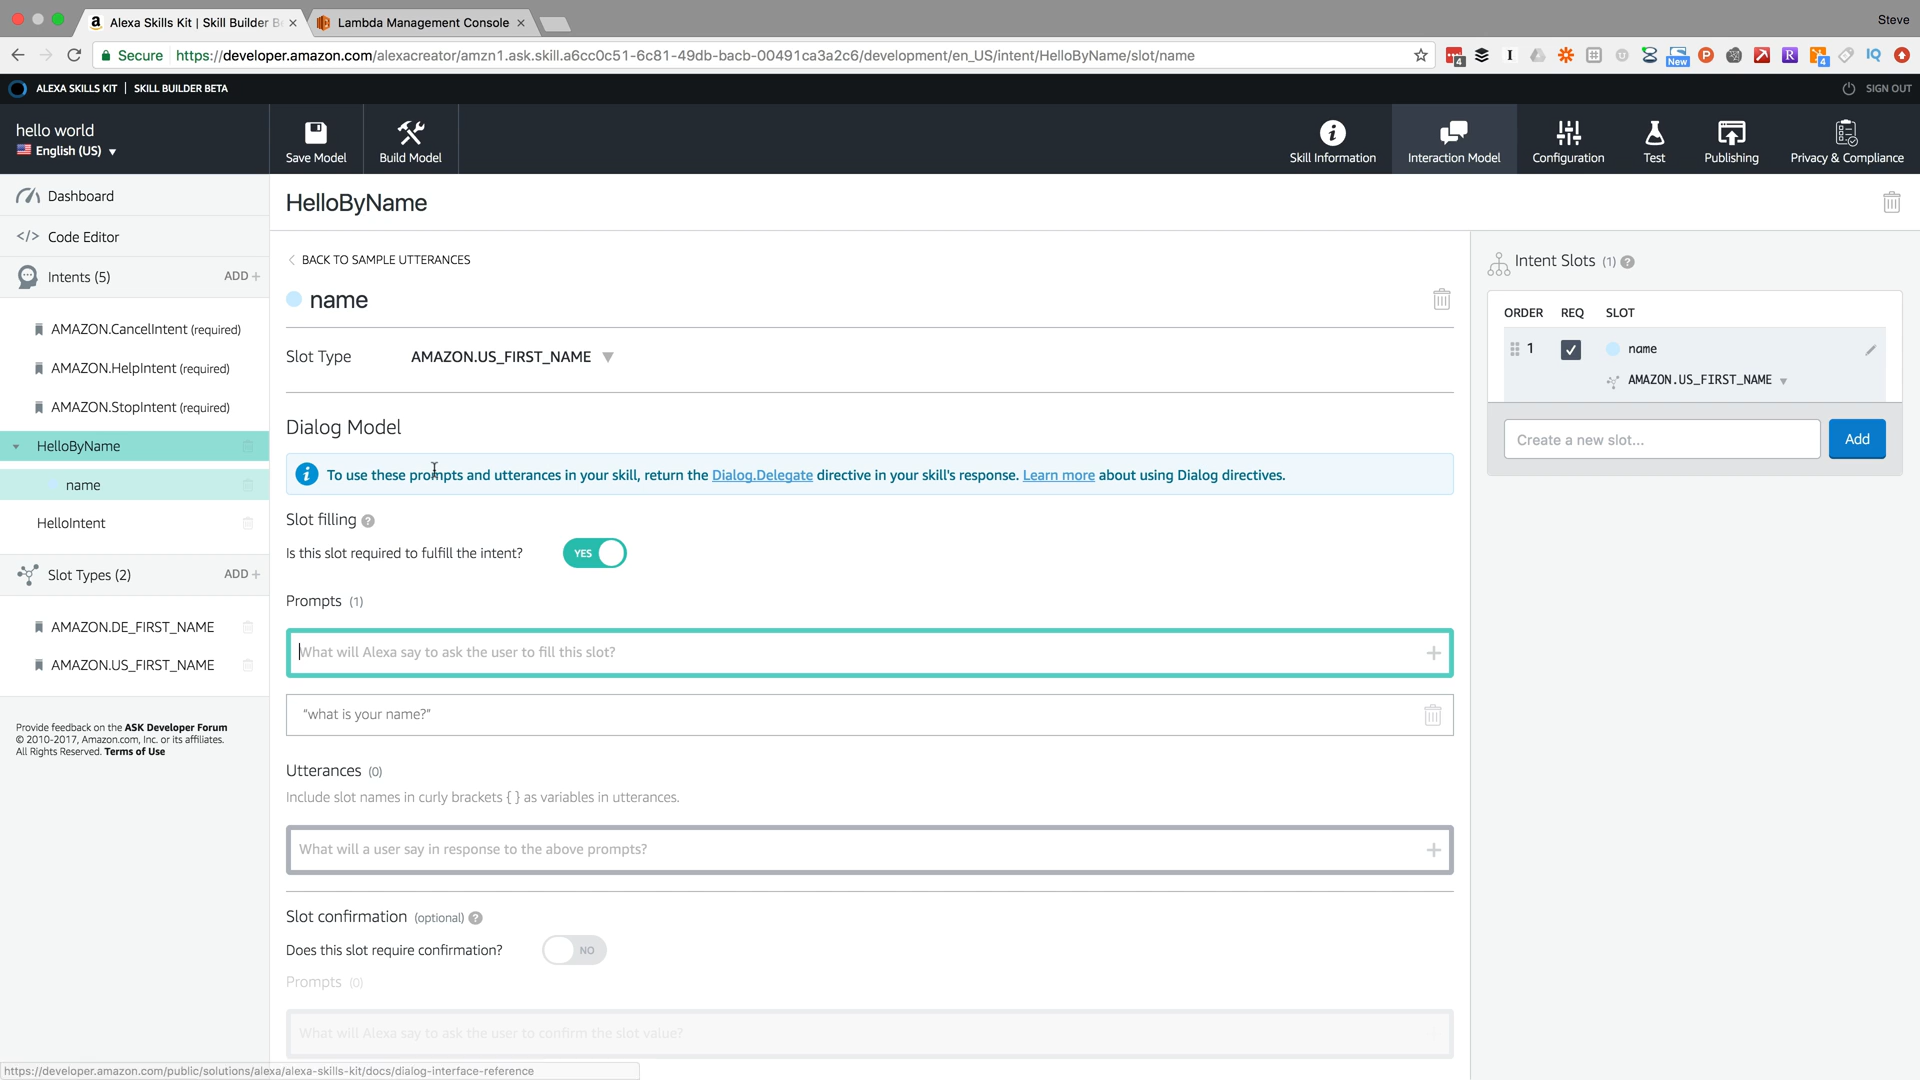 Alexa Skills Kit | Skill Builder B
Lambda Management Console
Steve
Secure
https://developer.amazon.com/alexacreator/amzn1.ask.skill.a6cc0c51-6c81-49db-bacb-00491ca3a2c6/development/en_US/intent/HelloByName/slot/name
ALEXA SKILLS KIT | SKILL BUILDER BETA
SIGN OUT
hello world
English (US)
Save Model
Build Model
Skill Information
Interaction Model
Configuration
Test
Publishing
Privacy & Compliance
Dashboard
</> Code Editor
Intents (5)
ADD +
AMAZON.CancelIntent (required)
AMAZON.HelpIntent (required)
AMAZON.StopIntent (required)
HelloByName
name
HelloIntent
Slot Types (2)
ADD +
AMAZON.DE_FIRST_NAME
AMAZON.US_FIRST_NAME
Provide feedback on the ASK Developer Forum
© 2010-2017, Amazon.com, Inc. or its affiliates.
All Rights Reserved. Terms of Use
HelloByName
BACK TO SAMPLE UTTERANCES
name
Slot Type
AMAZON.US_FIRST_NAME
Dialog Model
To use these prompts and utterances in your skill, return the Dialog.Delegate directive in your skill's response. Learn more about using Dialog directives.
Slot filling
Is this slot required to fulfill the intent?
YES
Prompts (1)
What will Alexa say to ask the user to fill this slot?
“what is your name?”
Utterances (0)
Include slot names in curly brackets { } as variables in utterances.
What will a user say in response to the above prompts?
Slot confirmation (optional)
Does this slot require confirmation?
NO
Prompts (0)
What will Alexa say to ask the user to confirm the slot value?
Intent Slots (1)
ORDER REQ SLOT
1 name
AMAZON.US_FIRST_NAME
Create a new slot...
Add
https://developer.amazon.com/public/solutions/alexa/alexa-skills-kit/docs/dialog-interface-reference